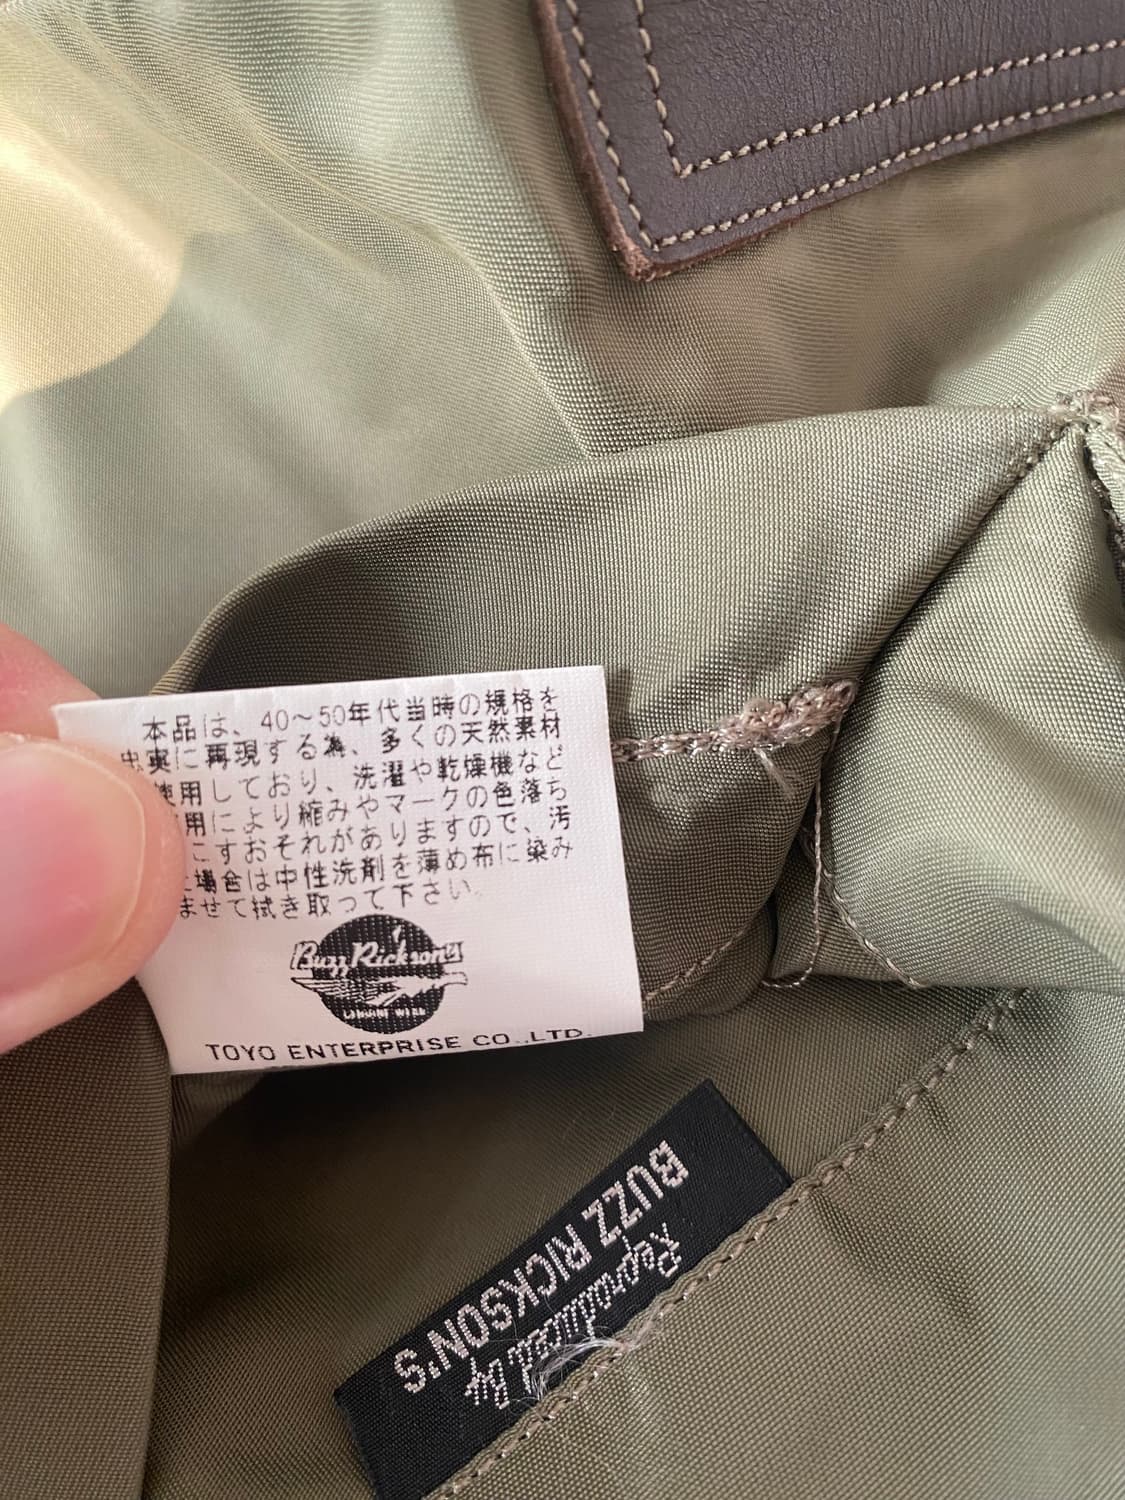 本品は、40～50年代当時の規格を
忠実に再現する為、多くの天然素材
使用しており、洗濯や乾燥機など
用により縮みやマークの色落ち
こすおそれがありますので、汚
場合は中性洗剤を薄め布に染み
ませて拭き取って下さい。
Buzz Rickson's
TOYO ENTERPRISE CO.,LTD.
Reproduced By
BUZZ RICKSON'S